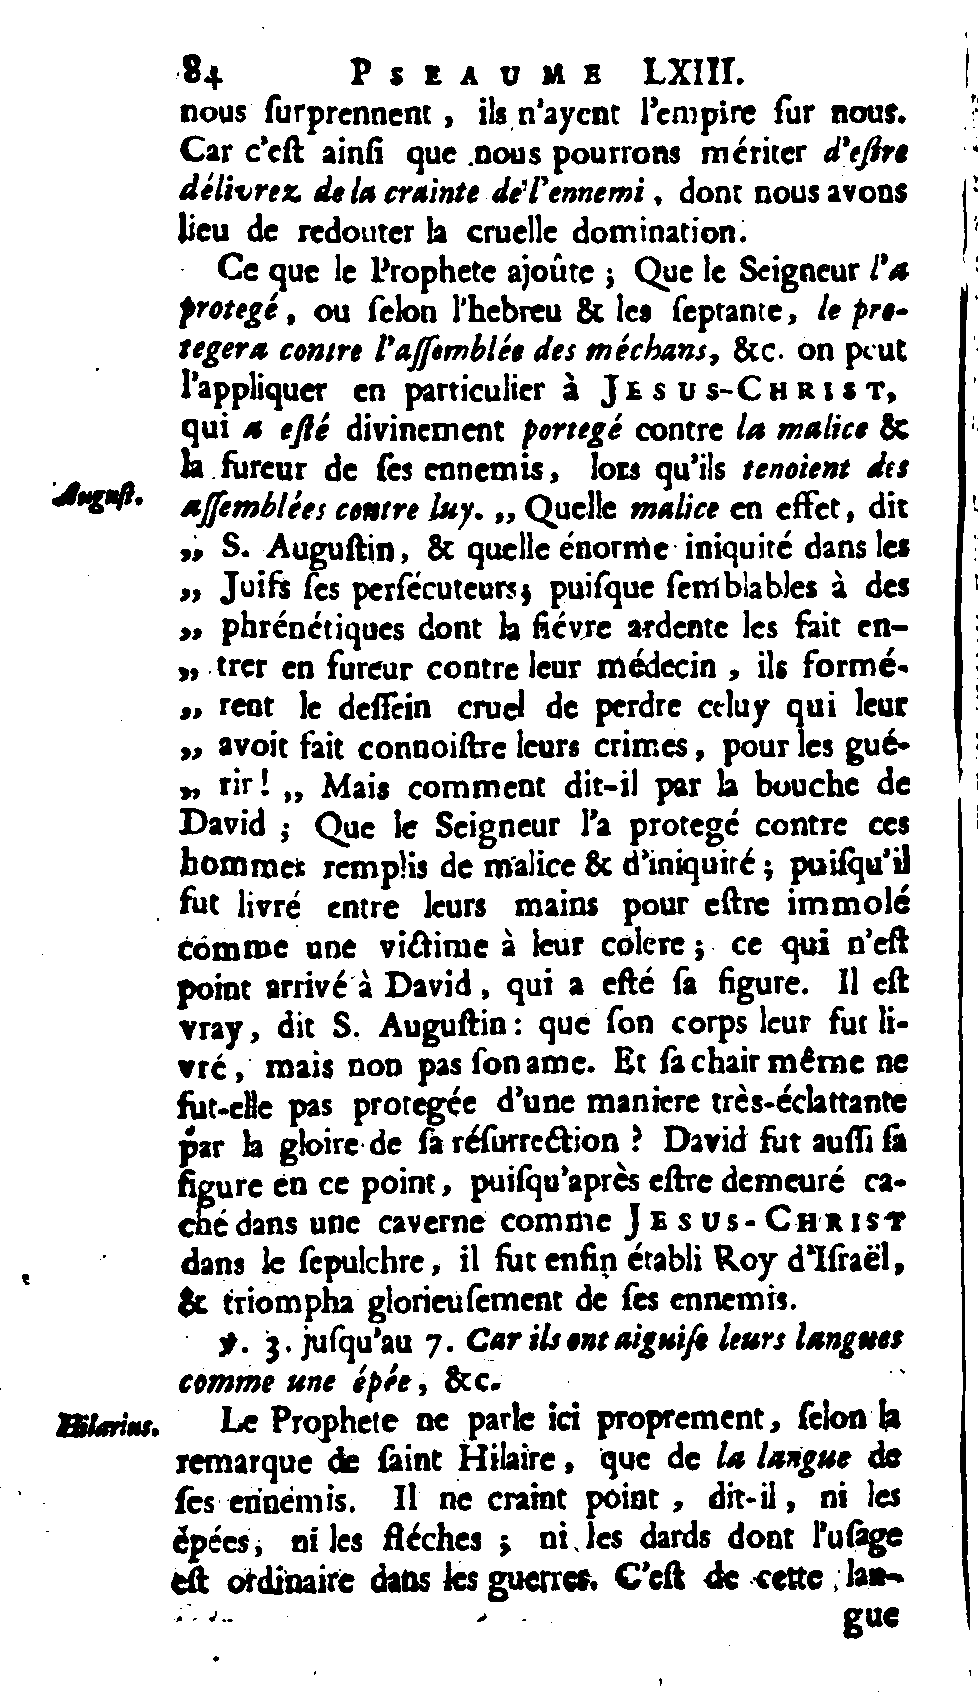 84 PSEAUME LXIII.
nous ſurprennent, ils n'ayent l'empire ſur nous.
Car c'eſt ainſi que nous pourrons mériter d'eſtre
délivrez de la crainte de l'ennemi, dont nous avons
lieu de redouter la cruelle domination.
Ce que le Prophete ajoûte ; Que le Seigneur l'a
protegé, ou ſelon l'hebreu & les ſeptante, le pro-
tegera contre l'aſſemblée des méchans, &c. on peut
l'appliquer en particulier à JESUS-CHRIST,
qui a eſté divinement portegé contre la malice &
la fureur de ſes ennemis, lors qu'ils tenoient des
Auguſt.
aſſemblées contre luy. „ Quelle malice en effet, dit
„ S. Auguſtin, & quelle énorme iniquité dans les
„ Juifs ſes perſécuteurs; puiſque ſemblables à des
„ phrénétiques dont la fiévre ardente les fait en-
„ trer en fureur contre leur médecin, ils formé-
„ rent le deſſein cruel de perdre celuy qui leur
„ avoit fait connoiſtre leurs crimes, pour les gué-
„ rir ! „ Mais comment dit-il par la bouche de
David ; Que le Seigneur l'a protegé contre ces
hommes remplis de malice & d'iniquité ; puiſqu'il
fut livré entre leurs mains pour eſtre immolé
comme une victime à leur colere ; ce qui n'eſt
point arrivé à David, qui a eſté ſa figure. Il eſt
vray, dit S. Auguſtin : que ſon corps leur fut li-
vré, mais non pas ſon ame. Et ſa chair même ne
fut-elle pas protegée d'une maniere très-éclattante
par la gloire de ſa réſurrection ? David fut auſſi ſa
figure en ce point, puiſqu'après eſtre demeuré ca-
ché dans une caverne comme JESUS-CHRIST
dans le ſepulchre, il fut enfin établi Roy d'Iſraël,
& triompha glorieuſement de ſes ennemis.
℣. 3. juſqu'au 7. Car ils ont aiguiſe leurs langues
comme une épée, &c.
Hilarius.
Le Prophete ne parle ici proprement, ſelon la
remarque de ſaint Hilaire, que de la langue de
ſes ennemis. Il ne craint point, dit-il, ni les
épées, ni les fléches ; ni les dards dont l'uſage
eſt ordinaire dans les guerres. C'eſt de cette lan-
gue